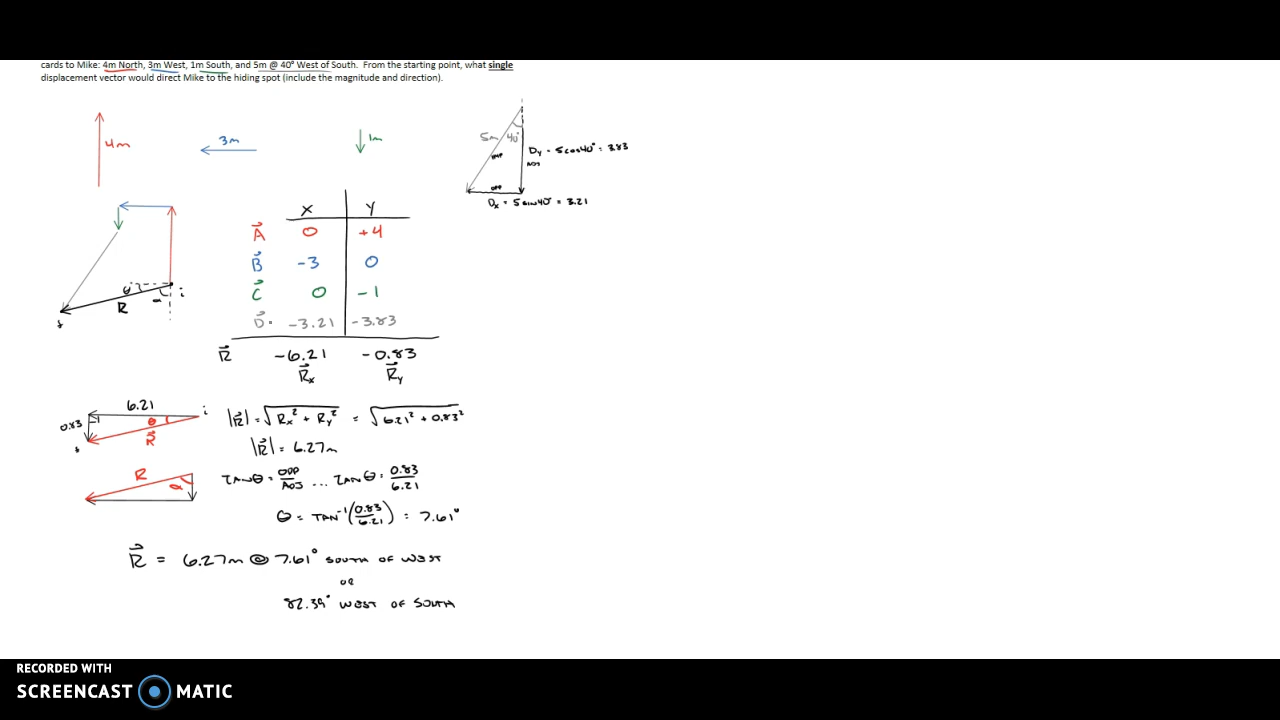 cards to Mike: 4m North, 3m West, 1m South, and 5m @ 40° West of South. From the starting point, what single
displacement vector would direct Mike to the hiding spot (include the magnitude and direction).
4m
3m
1m
5m 40°
HYP
ADJ
OPP
Dy = 5cos40° = 3.83
Dx = 5sin40° = 3.21
X Y
A 0 +4
B -3 0
C 0 -1
D -3.21 -3.83
R -6.21 -0.83
Rx Ry
θ α i
R
f
6.21
i
0.83 θ
R
f
|R| = √Rx² + Ry² = √6.21² + 0.83²
|R| = 6.27m
R
α
TANθ = OPP/ADJ ... TANθ = 0.83/6.21
θ = TAN⁻¹(0.83/6.21) = 7.61°
R = 6.27m @ 7.61° SOUTH OF WEST
OR
82.39° WEST OF SOUTH
RECORDED WITH
SCREENCAST MATIC